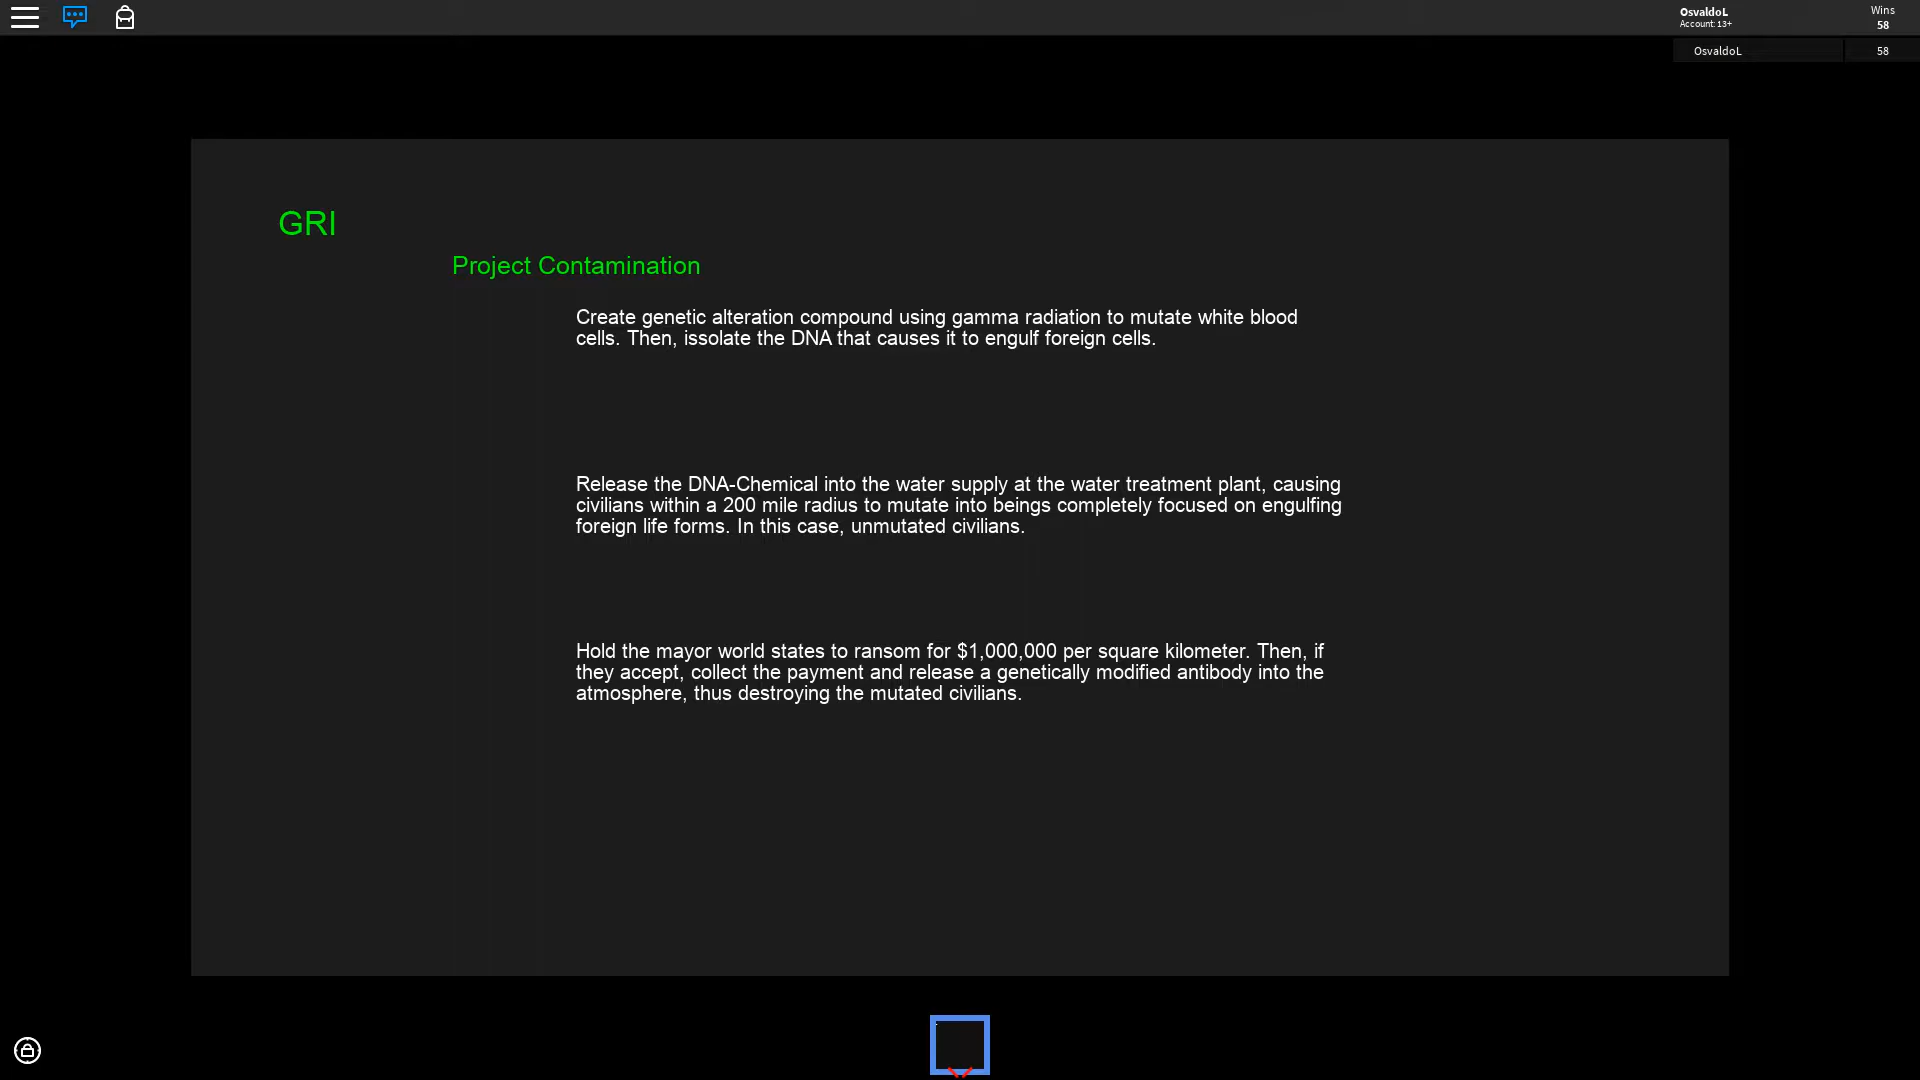 OsvaldoL
Account: 13+
Wins
58
OsvaldoL
58
GRI
Project Contamination
Create genetic alteration compound using gamma radiation to mutate white blood
cells. Then, issolate the DNA that causes it to engulf foreign cells.
Release the DNA-Chemical into the water supply at the water treatment plant, causing
civilians within a 200 mile radius to mutate into beings completely focused on engulfing
foreign life forms. In this case, unmutated civilians.
Hold the mayor world states to ransom for $1,000,000 per square kilometer. Then, if
they accept, collect the payment and release a genetically modified antibody into the
atmosphere, thus destroying the mutated civilians.